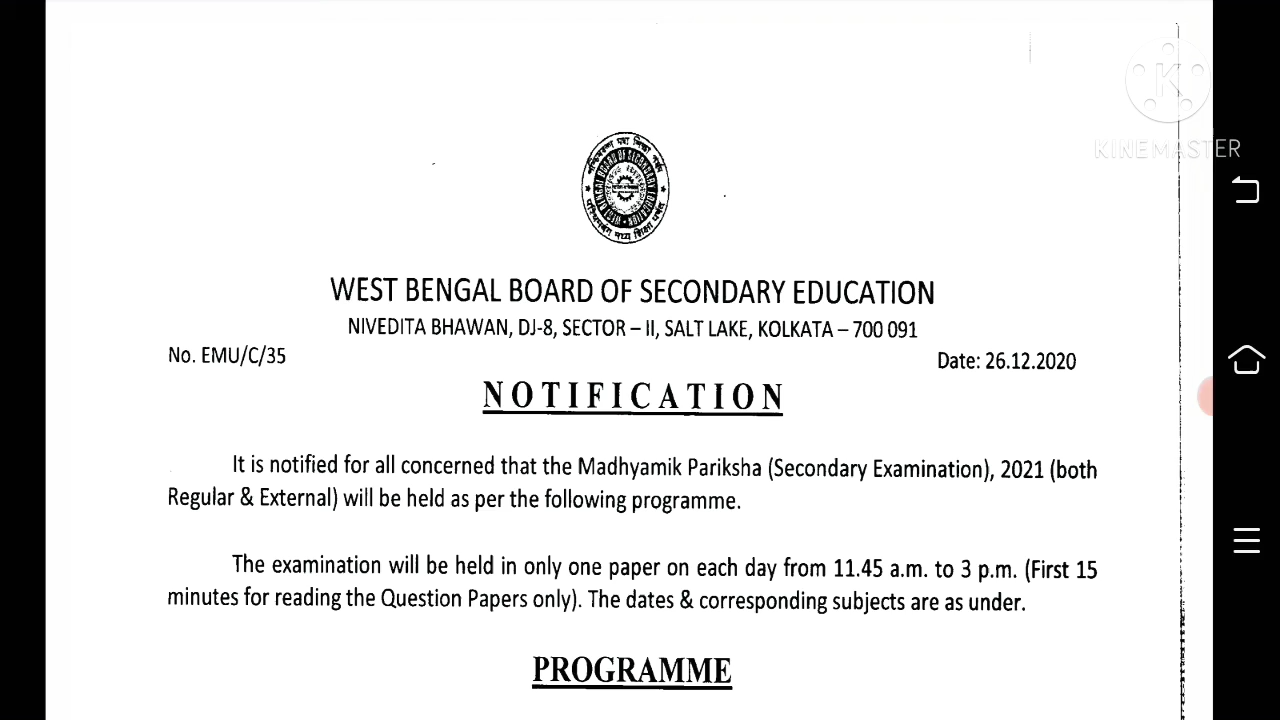 KINEMASTER
WEST BENGAL BOARD OF SECONDARY EDUCATION
NIVEDITA BHAWAN, DJ-8, SECTOR – II, SALT LAKE, KOLKATA – 700 091
No. EMU/C/35
Date: 26.12.2020
NOTIFICATION
It is notified for all concerned that the Madhyamik Pariksha (Secondary Examination), 2021 (both
Regular & External) will be held as per the following programme.
The examination will be held in only one paper on each day from 11.45 a.m. to 3 p.m. (First 15
minutes for reading the Question Papers only). The dates & corresponding subjects are as under.
PROGRAMME